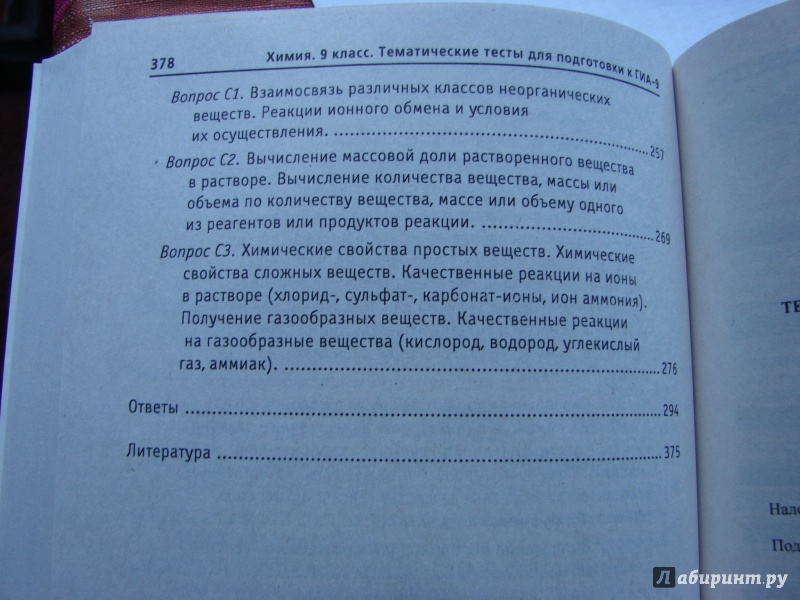 378 Химия. 9 класс. Тематические тесты для подготовки к ГИА-9
Вопрос С1. Взаимосвязь различных классов неорганических
веществ. Реакции ионного обмена и условия
их осуществления. ........................................................257
Вопрос С2. Вычисление массовой доли растворенного вещества
в растворе. Вычисление количества вещества, массы или
объема по количеству вещества, массе или объему одного
из реагентов или продуктов реакции. ................................269
Вопрос С3. Химические свойства простых веществ. Химические
свойства сложных веществ. Качественные реакции на ионы
в растворе (хлорид-, сульфат-, карбонат-ионы, ион аммония).
Получение газообразных веществ. Качественные реакции
на газообразные вещества (кислород, водород, углекислый
газ, аммиак). ................................................................276
Ответы ................................................................294
Литература ................................................................375
ТЕ
Нало
Под
Лабиринт.ру